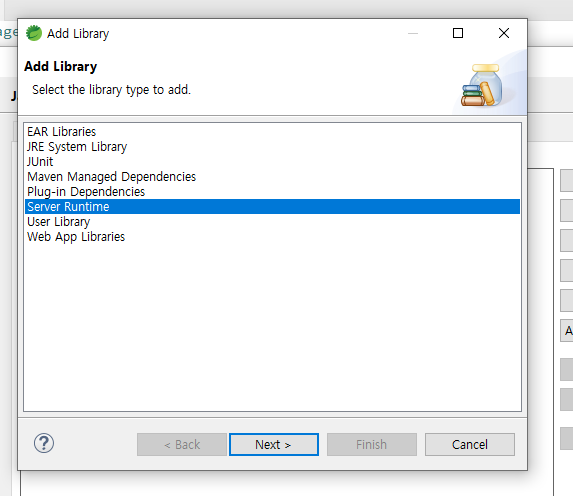 age
Add Library
Add Library
Select the library type to add.
J
EAR Libraries
JRE System Library
JUnit
Maven Managed Dependencies
Plug-in Dependencies
Server Runtime
User Library
Web App Libraries
A
?
< Back
Next >
Finish
Cancel